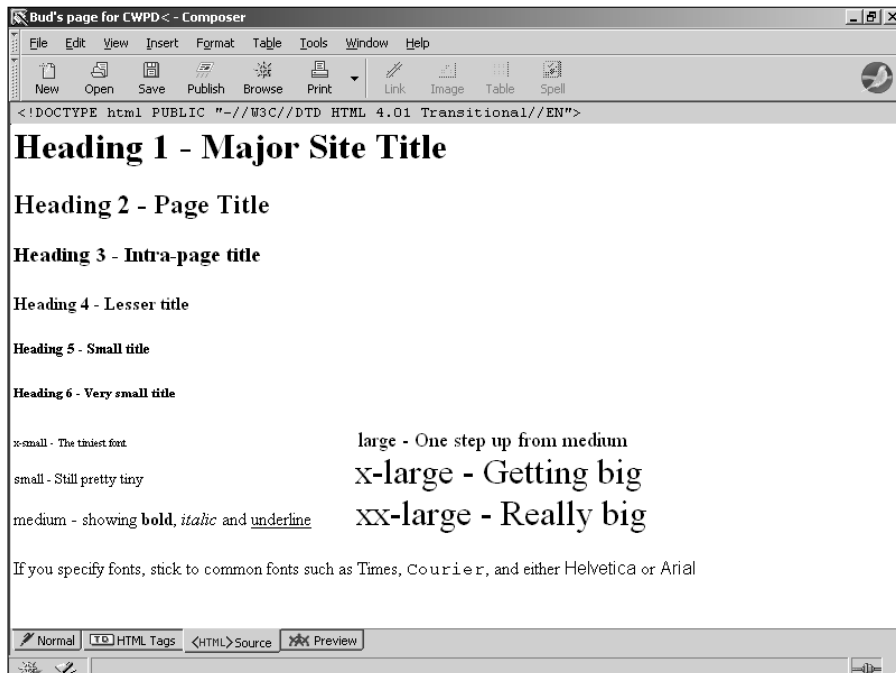 Bud's page for CWPD< - Composer
File Edit View Insert Format Table Tools Window Help
New Open Save Publish Browse Print Link Image Table Spell
<!DOCTYPE html PUBLIC "-//W3C//DTD HTML 4.01 Transitional//EN">
Heading 1 - Major Site Title
Heading 2 - Page Title
Heading 3 - Intra-page title
Heading 4 - Lesser title
Heading 5 - Small title
Heading 6 - Very small title
x-small - The tiniest font
large - One step up from medium
small - Still pretty tiny
x-large - Getting big
medium - showing bold, italic and underline
xx-large - Really big
If you specify fonts, stick to common fonts such as Times, Courier, and either Helvetica or Arial
Normal TD HTML Tags <HTML> Source Preview